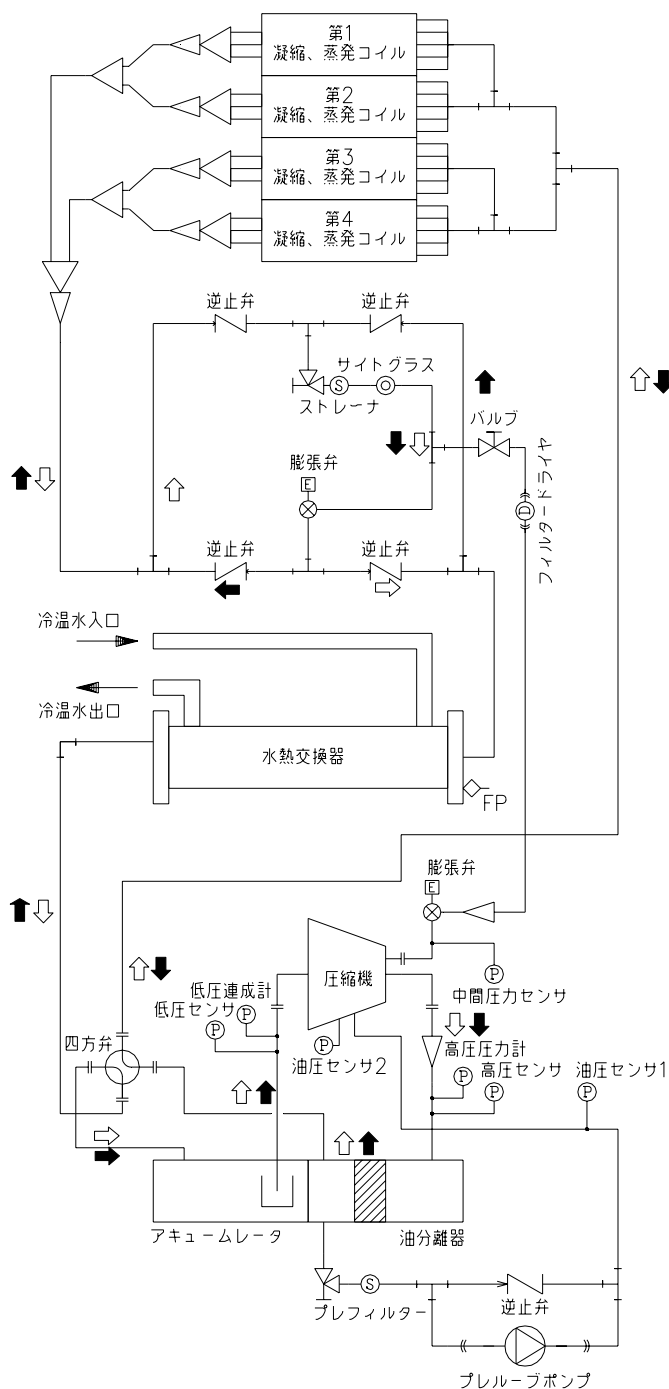 第1
凝縮、蒸発コイル
第2
凝縮、蒸発コイル
第3
凝縮、蒸発コイル
第4
凝縮、蒸発コイル
逆止弁
逆止弁
サイトグラス
S
ストレーナ
バルブ
膨張弁
E
フィルタードライヤ
D
逆止弁
逆止弁
冷温水入口
冷温水出口
水熱交換器
FP
膨張弁
E
圧縮機
P
中間圧力センサ
低圧連成計
P
低圧センサ
P
四方弁
P
油圧センサ2
高圧圧力計
P
高圧センサ
P
油圧センサ1
P
アキュームレータ
油分離器
S
プレフィルター
逆止弁
プレルーブポンプ